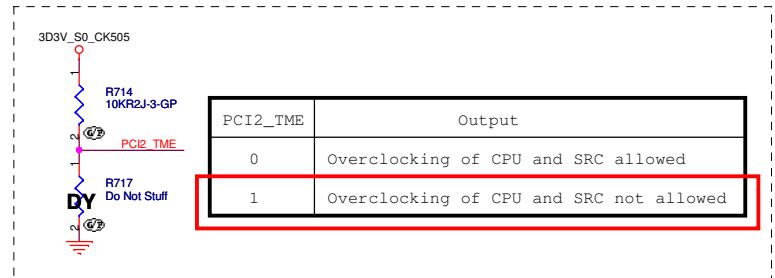 3D3V_S0_CK505
1
R714
10KR2J-3-GP
2
G/P
PCI2_TME
1
R717
DY Do Not Stuff
2
G/P
PCI2_TME Output
0 Overclocking of CPU and SRC allowed
1 Overclocking of CPU and SRC not allowed